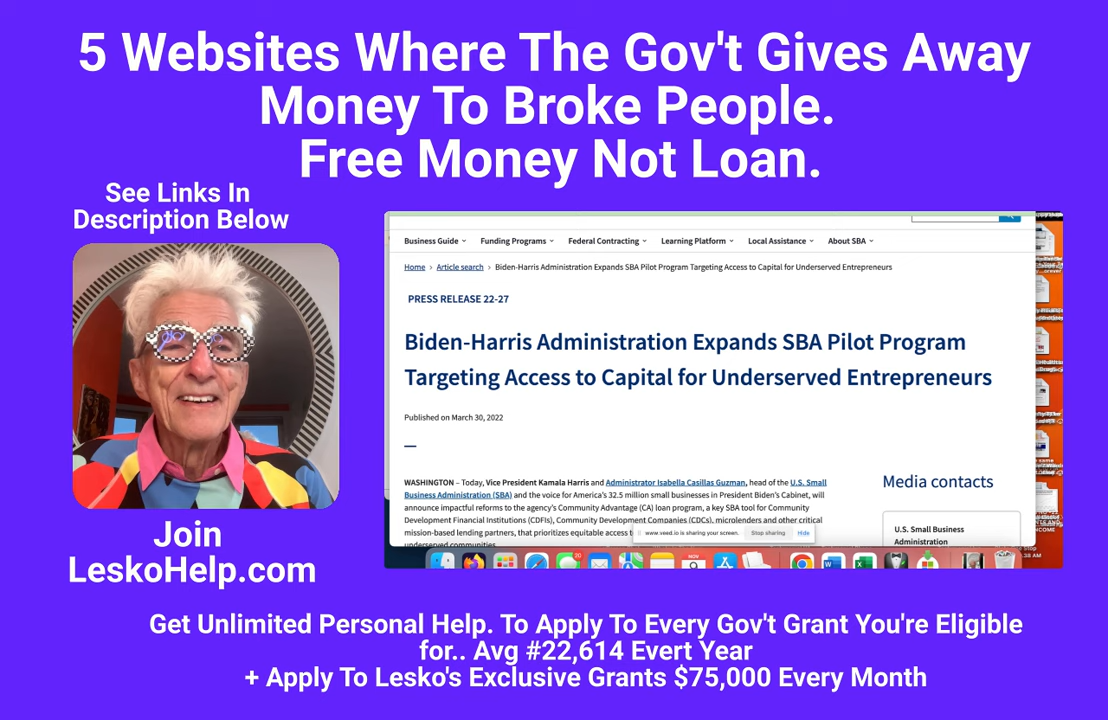 5 Websites Where The Gov't Gives Away
Money To Broke People.
Free Money Not Loan.
See Links In
Description Below
Business Guide
Funding Programs
Federal Contracting
Learning Platform
Local Assistance
About SBA
Home › Article search › Biden-Harris Administration Expands SBA Pilot Program Targeting Access to Capital for Underserved Entrepreneurs
PRESS RELEASE 22-27
Biden-Harris Administration Expands SBA Pilot Program
Targeting Access to Capital for Underserved Entrepreneurs
Published on March 30, 2022
WASHINGTON – Today, Vice President Kamala Harris and Administrator Isabella Casillas Guzman, head of the U.S. Small
Business Administration (SBA) and the voice for America's 32.5 million small businesses in President Biden's Cabinet, will
announce impactful reforms to the agency's Community Advantage (CA) loan program, a key SBA tool for Community
Development Financial Institutions (CDFIs), Community Development Companies (CDCs), microlenders and other critical
mission-based lending partners, that prioritizes equitable access to
underserved communities.
Media contacts
U.S. Small Business
Administration
www.veed.io is sharing your screen.
Stop sharing
Hide
Join
LeskoHelp.com
Get Unlimited Personal Help. To Apply To Every Gov't Grant You're Eligible
for.. Avg #22,614 Evert Year
+ Apply To Lesko's Exclusive Grants $75,000 Every Month